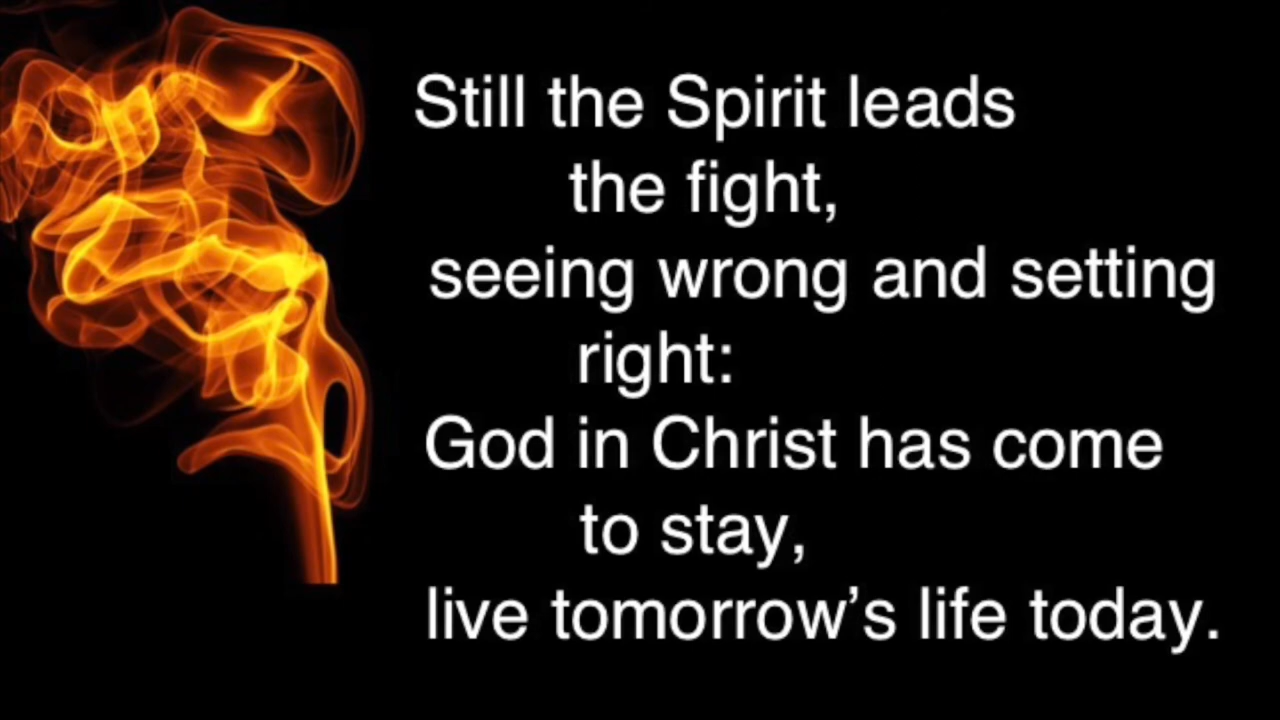 Still the Spirit leads
the fight,
seeing wrong and setting
right:
God in Christ has come
to stay,
live tomorrow’s life today.